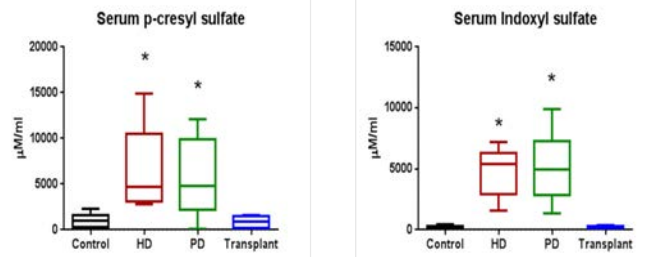 Serum p-cresyl sulfate
20000
15000
10000
5000
0
µM/ml
*
*
Control HD PD Transplant
Serum Indoxyl sulfate
15000
10000
5000
0
µM/ml
*
*
Control HD PD Transplant